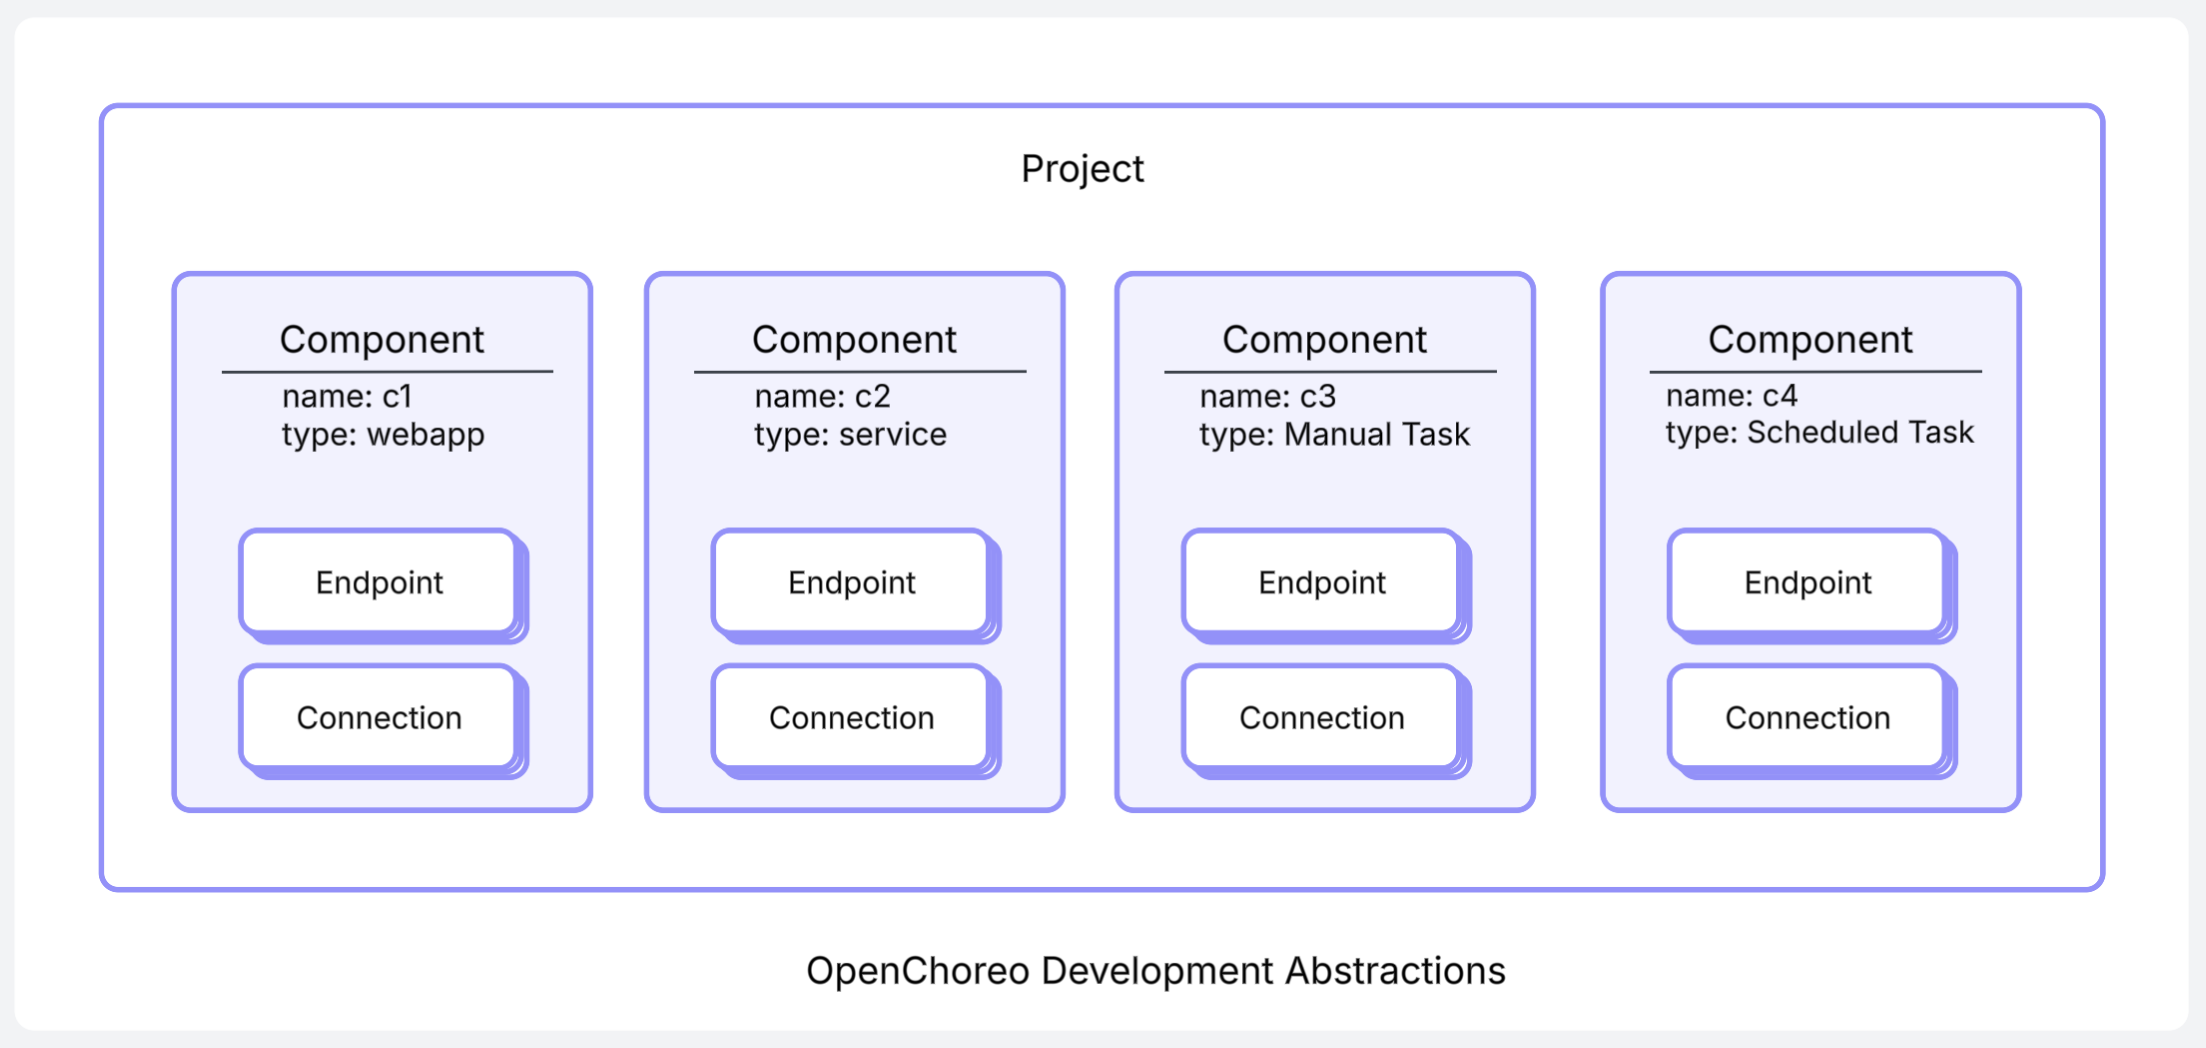 Project
Component
name: c1
type: webapp
Endpoint
Connection
Component
name: c2
type: service
Endpoint
Connection
Component
name: c3
type: Manual Task
Endpoint
Connection
Component
name: c4
type: Scheduled Task
Endpoint
Connection
OpenChoreo Development Abstractions